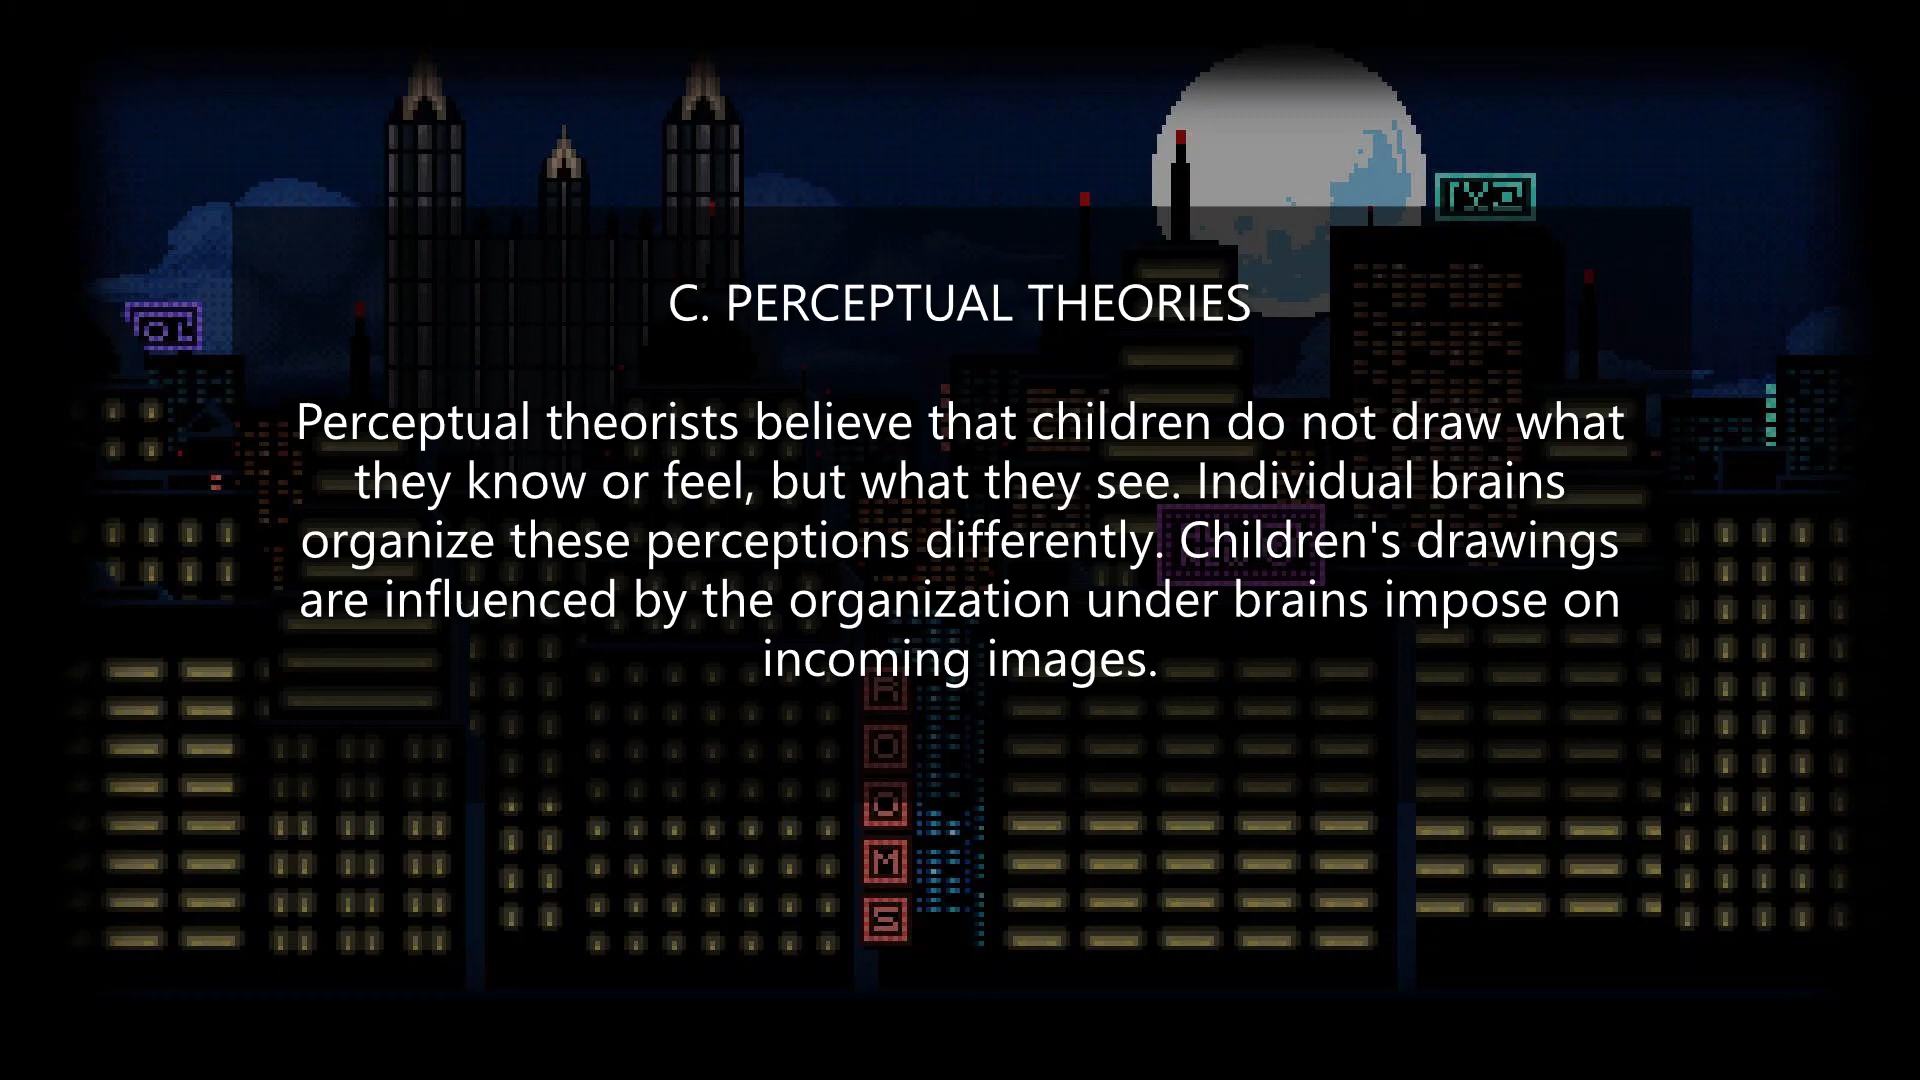 C. PERCEPTUAL THEORIES
Perceptual theorists believe that children do not draw what
they know or feel, but what they see. Individual brains
organize these perceptions differently. Children's drawings
are influenced by the organization under brains impose on
incoming images.
ROOMS